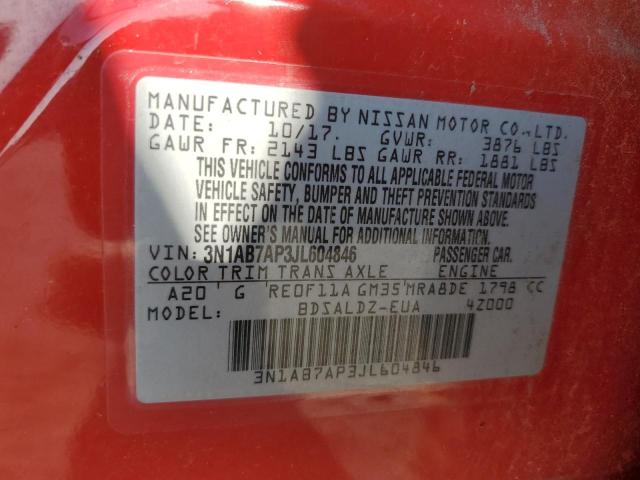 MANUFACTURED BY NISSAN MOTOR CO.,LTD.
DATE: 10/17. GVWR: 3876 LBS
GAWR FR: 2143 LBS GAWR RR: 1881 LBS
THIS VEHICLE CONFORMS TO ALL APPLICABLE FEDERAL MOTOR
VEHICLE SAFETY, BUMPER AND THEFT PREVENTION STANDARDS
IN EFFECT ON THE DATE OF MANUFACTURE SHOWN ABOVE.
SEE OWNER'S MANUAL FOR ADDITIONAL INFORMATION.
VIN: 3N1AB7AP3JL604846 PASSENGER CAR.
COLOR TRIM TRANS AXLE ENGINE
A20 G RE0F11A GM35 MRA8DE 1798 CC
MODEL: BDSALDZ-EUA 4Z000
3N1AB7AP3JL604846